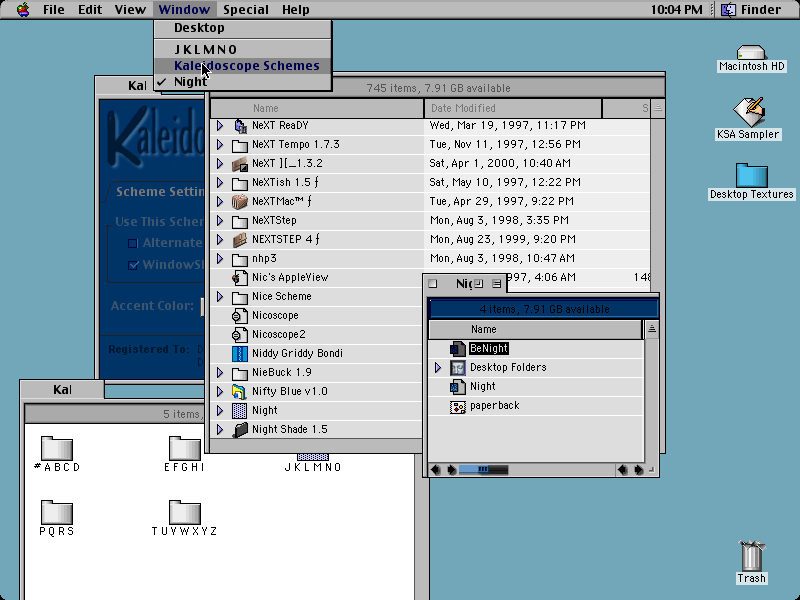 File Edit View Window Special Help 10:04 PM Finder
Desktop
J K L M N O
Kaleidoscope Schemes
✓ Night
Kal
745 items, 7.91 GB available
Name Date Modified S
NeXT ReaDY Wed, Mar 19, 1997, 11:17 PM
NeXT Tempo 1.7.3 Tue, Nov 11, 1997, 12:56 PM
NeXT ][_1.3.2 Sat, Apr 1, 2000, 10:40 AM
NeXTish 1.5 ƒ Sat, May 10, 1997, 12:22 PM
NeXTMac™ ƒ Tue, Apr 29, 1997, 9:22 PM
NeXTStep Mon, Aug 3, 1998, 3:35 PM
NEXTSTEP 4 ƒ Mon, Aug 23, 1999, 9:20 PM
nhp3 Mon, Aug 3, 1998, 10:47 AM
Nic's AppleView 997, 4:06 AM 148
Nice Scheme
Nicoscope
Nicoscope2
Niddy Griddy Bondi
NieBuck 1.9
Nifty Blue v1.0
Night
Night Shade 1.5
Kaleido
Scheme Settin
Use This Schem
Alternate
WindowSh
Accent Color:
Registered To: D
Nig
4 items, 7.91 GB available
Name
BeNight
Desktop Folders
Night
paperback
Kal
5 items,
#ABCD
EFGHI
JKLMNO
PQRS
TUVWXYZ
Macintosh HD
KSA Sampler
Desktop Textures
Trash